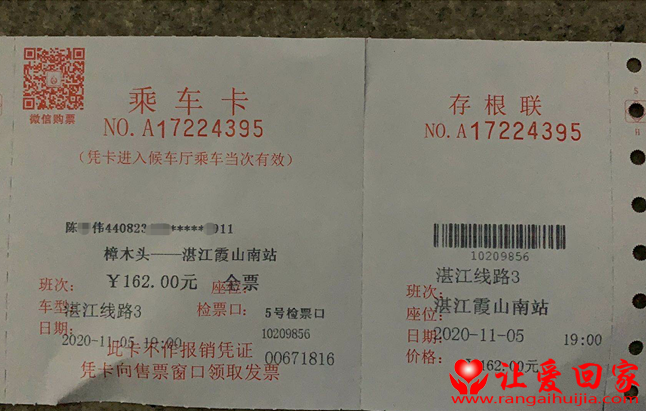 微信购票
乘车卡
NO.A17224395
(凭卡进入候车厅乘车当次有效)
陈 伟440823 ***** 911
樟木头——湛江霞山南站
班次: ￥162.00元 全票 座位:
车型: 湛江线路3 检票口: 5号检票口
日期: 2020-11-05 19:00 10209856
此卡不作报销凭证 00671816
凭卡向售票窗口领取发票
存根联
NO.A17224395
10209856
湛江线路3
班次:
湛江霞山南站
座位:
日期: 2020-11-05 19:00
价格: ￥162.00元
让爱回家
www.rangaihuijia.com